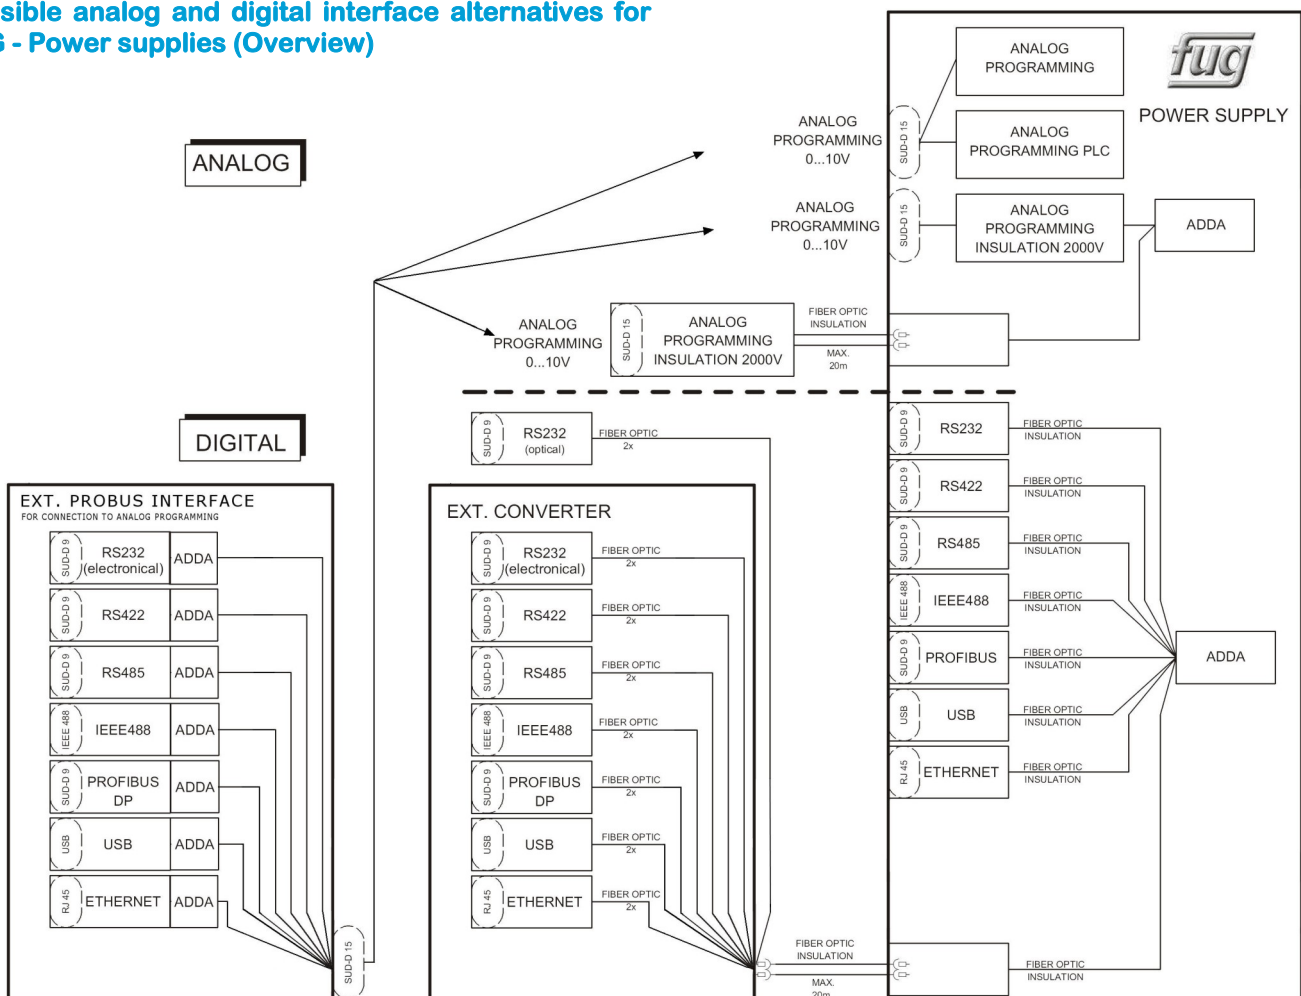 sible analog and digital interface alternatives for
G - Power supplies (Overview)
fug
POWER SUPPLY
ANALOG
ANALOG
PROGRAMMING
0...10V
SUD-D 15
ANALOG
PROGRAMMING
ANALOG
PROGRAMMING PLC
ANALOG
PROGRAMMING
0...10V
SUD-D 15
ANALOG
PROGRAMMING
INSULATION 2000V
ADDA
ANALOG
PROGRAMMING
0...10V
SUD-D 15
ANALOG
PROGRAMMING
INSULATION 2000V
FIBER OPTIC
INSULATION
MAX.
20m
DIGITAL
EXT. PROBUS INTERFACE
FOR CONNECTION TO ANALOG PROGRAMMING
SUD-D 9
RS232
(electronical)
ADDA
SUD-D 9
RS422
ADDA
SUD-D 9
RS485
ADDA
IEEE 488
IEEE488
ADDA
SUD-D 9
PROFIBUS
DP
ADDA
USB
USB
ADDA
RJ 45
ETHERNET
ADDA
SUD-D 15
SUD-D 9
RS232
(optical)
FIBER OPTIC
2x
EXT. CONVERTER
SUD-D 9
RS232
(electronical)
FIBER OPTIC
2x
SUD-D 9
RS422
FIBER OPTIC
2x
SUD-D 9
RS485
FIBER OPTIC
2x
IEEE 488
IEEE488
FIBER OPTIC
2x
SUD-D 9
PROFIBUS
DP
FIBER OPTIC
2x
USB
USB
FIBER OPTIC
2x
RJ 45
ETHERNET
FIBER OPTIC
2x
FIBER OPTIC
INSULATION
MAX.
20m
SUD-D 9
RS232
FIBER OPTIC
INSULATION
SUD-D 9
RS422
FIBER OPTIC
INSULATION
SUD-D 9
RS485
FIBER OPTIC
INSULATION
IEEE 488
IEEE488
FIBER OPTIC
INSULATION
SUD-D 9
PROFIBUS
FIBER OPTIC
INSULATION
USB
USB
FIBER OPTIC
INSULATION
RJ 45
ETHERNET
FIBER OPTIC
INSULATION
ADDA
FIBER OPTIC
INSULATION